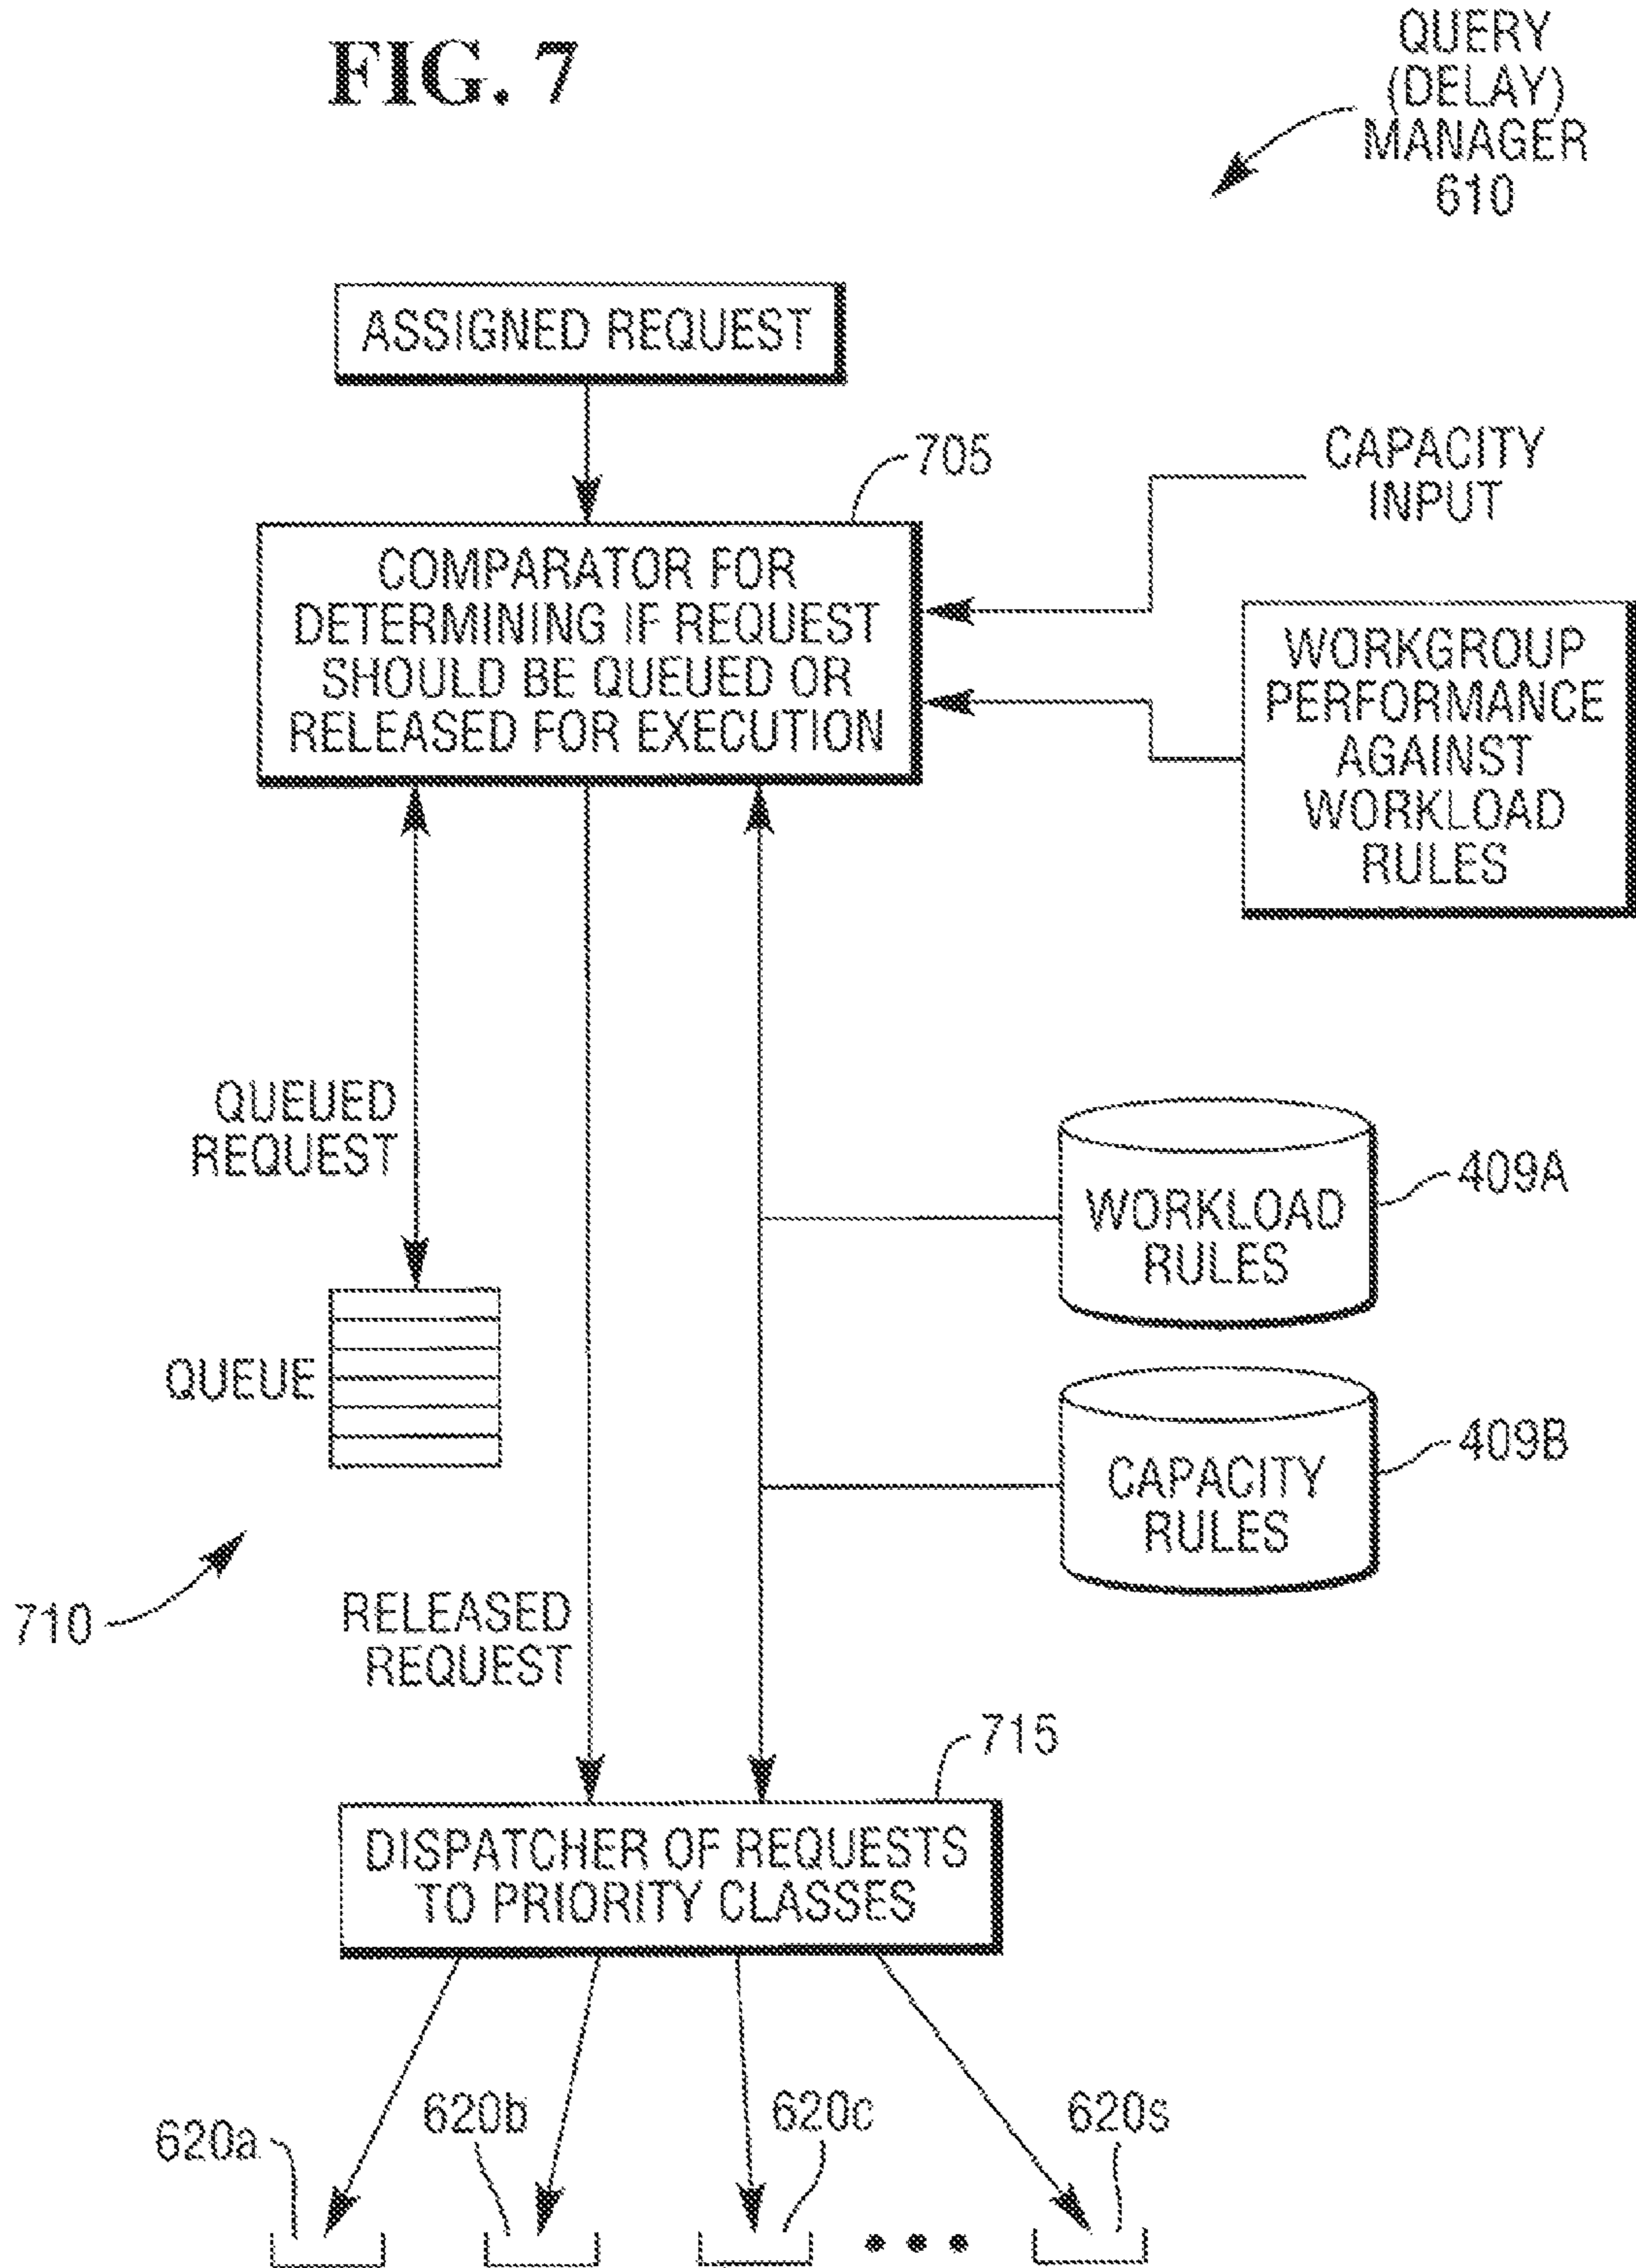 FIG. 7
QUERY
(DELAY)
MANAGER
610
ASSIGNED REQUEST
705
CAPACITY
INPUT
COMPARATOR FOR
DETERMINING IF REQUEST
SHOULD BE QUEUED OR
RELEASED FOR EXECUTION
WORKGROUP
PERFORMANCE
AGAINST
WORKLOAD
RULES
QUEUED
REQUEST
409A
WORKLOAD
RULES
QUEUE
409B
CAPACITY
RULES
710
RELEASED
REQUEST
715
DISPATCHER OF REQUESTS
TO PRIORITY CLASSES
620a
620b
620c
620s